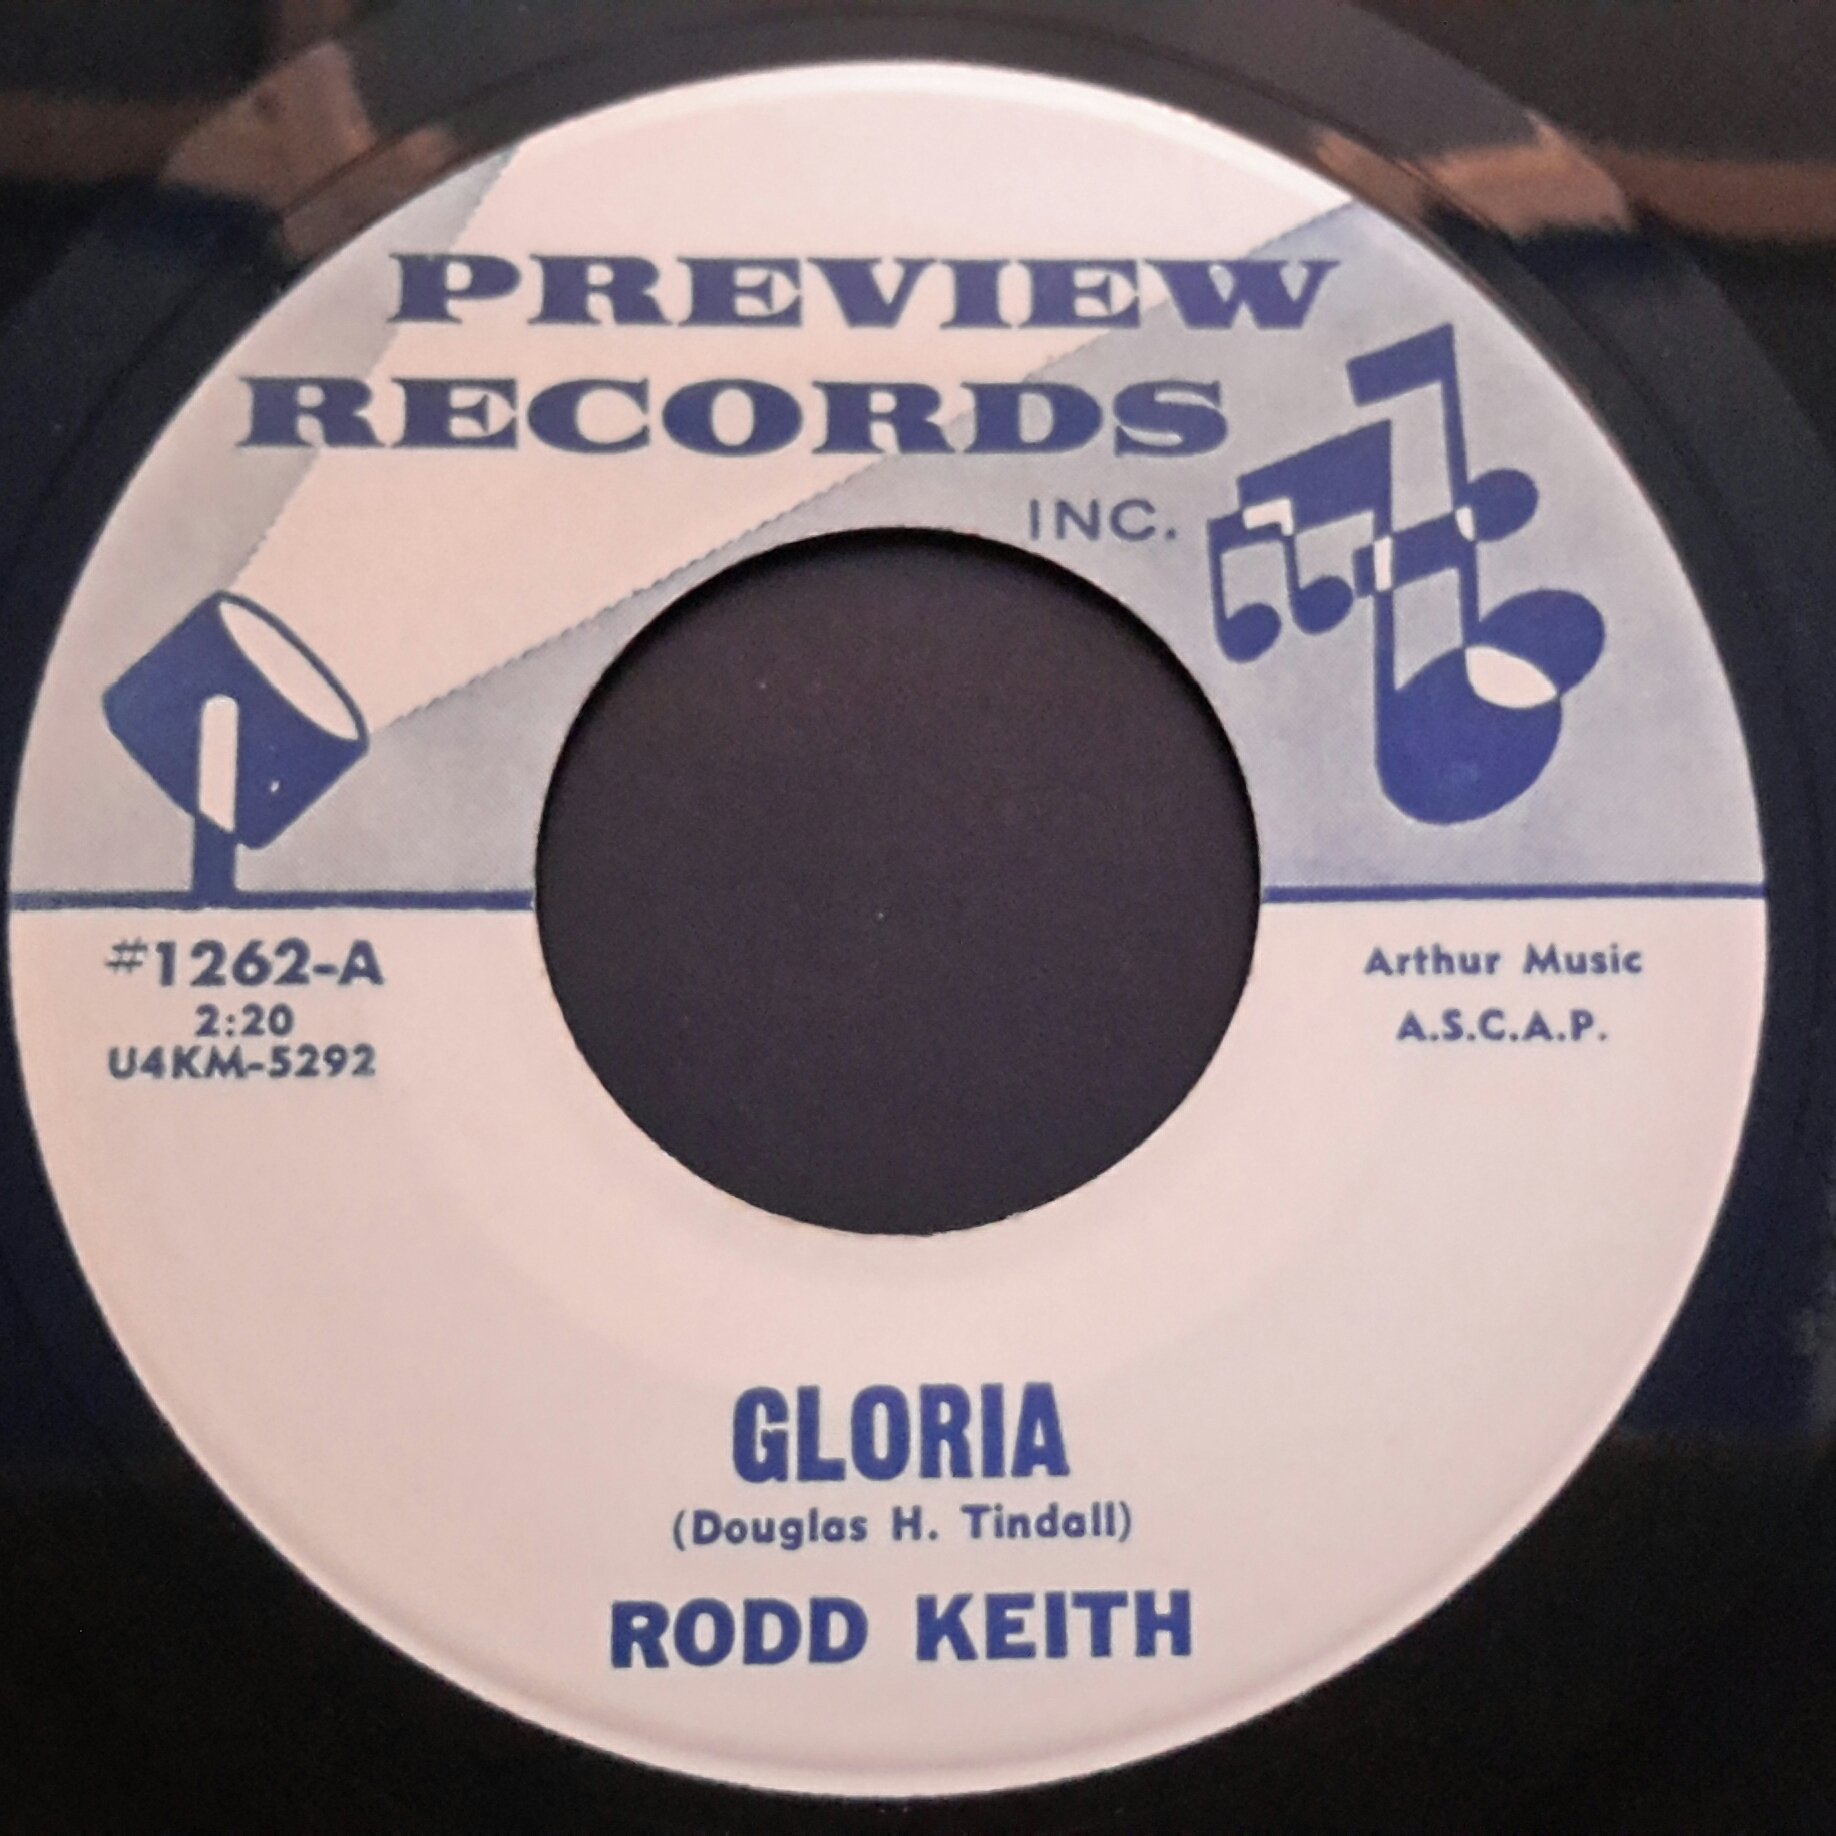 PREVIEW
RECORDS
INC.
#1262-A
2:20
U4KM-5292
Arthur Music
A.S.C.A.P.
GLORIA
(Douglas H. Tindall)
RODD KEITH